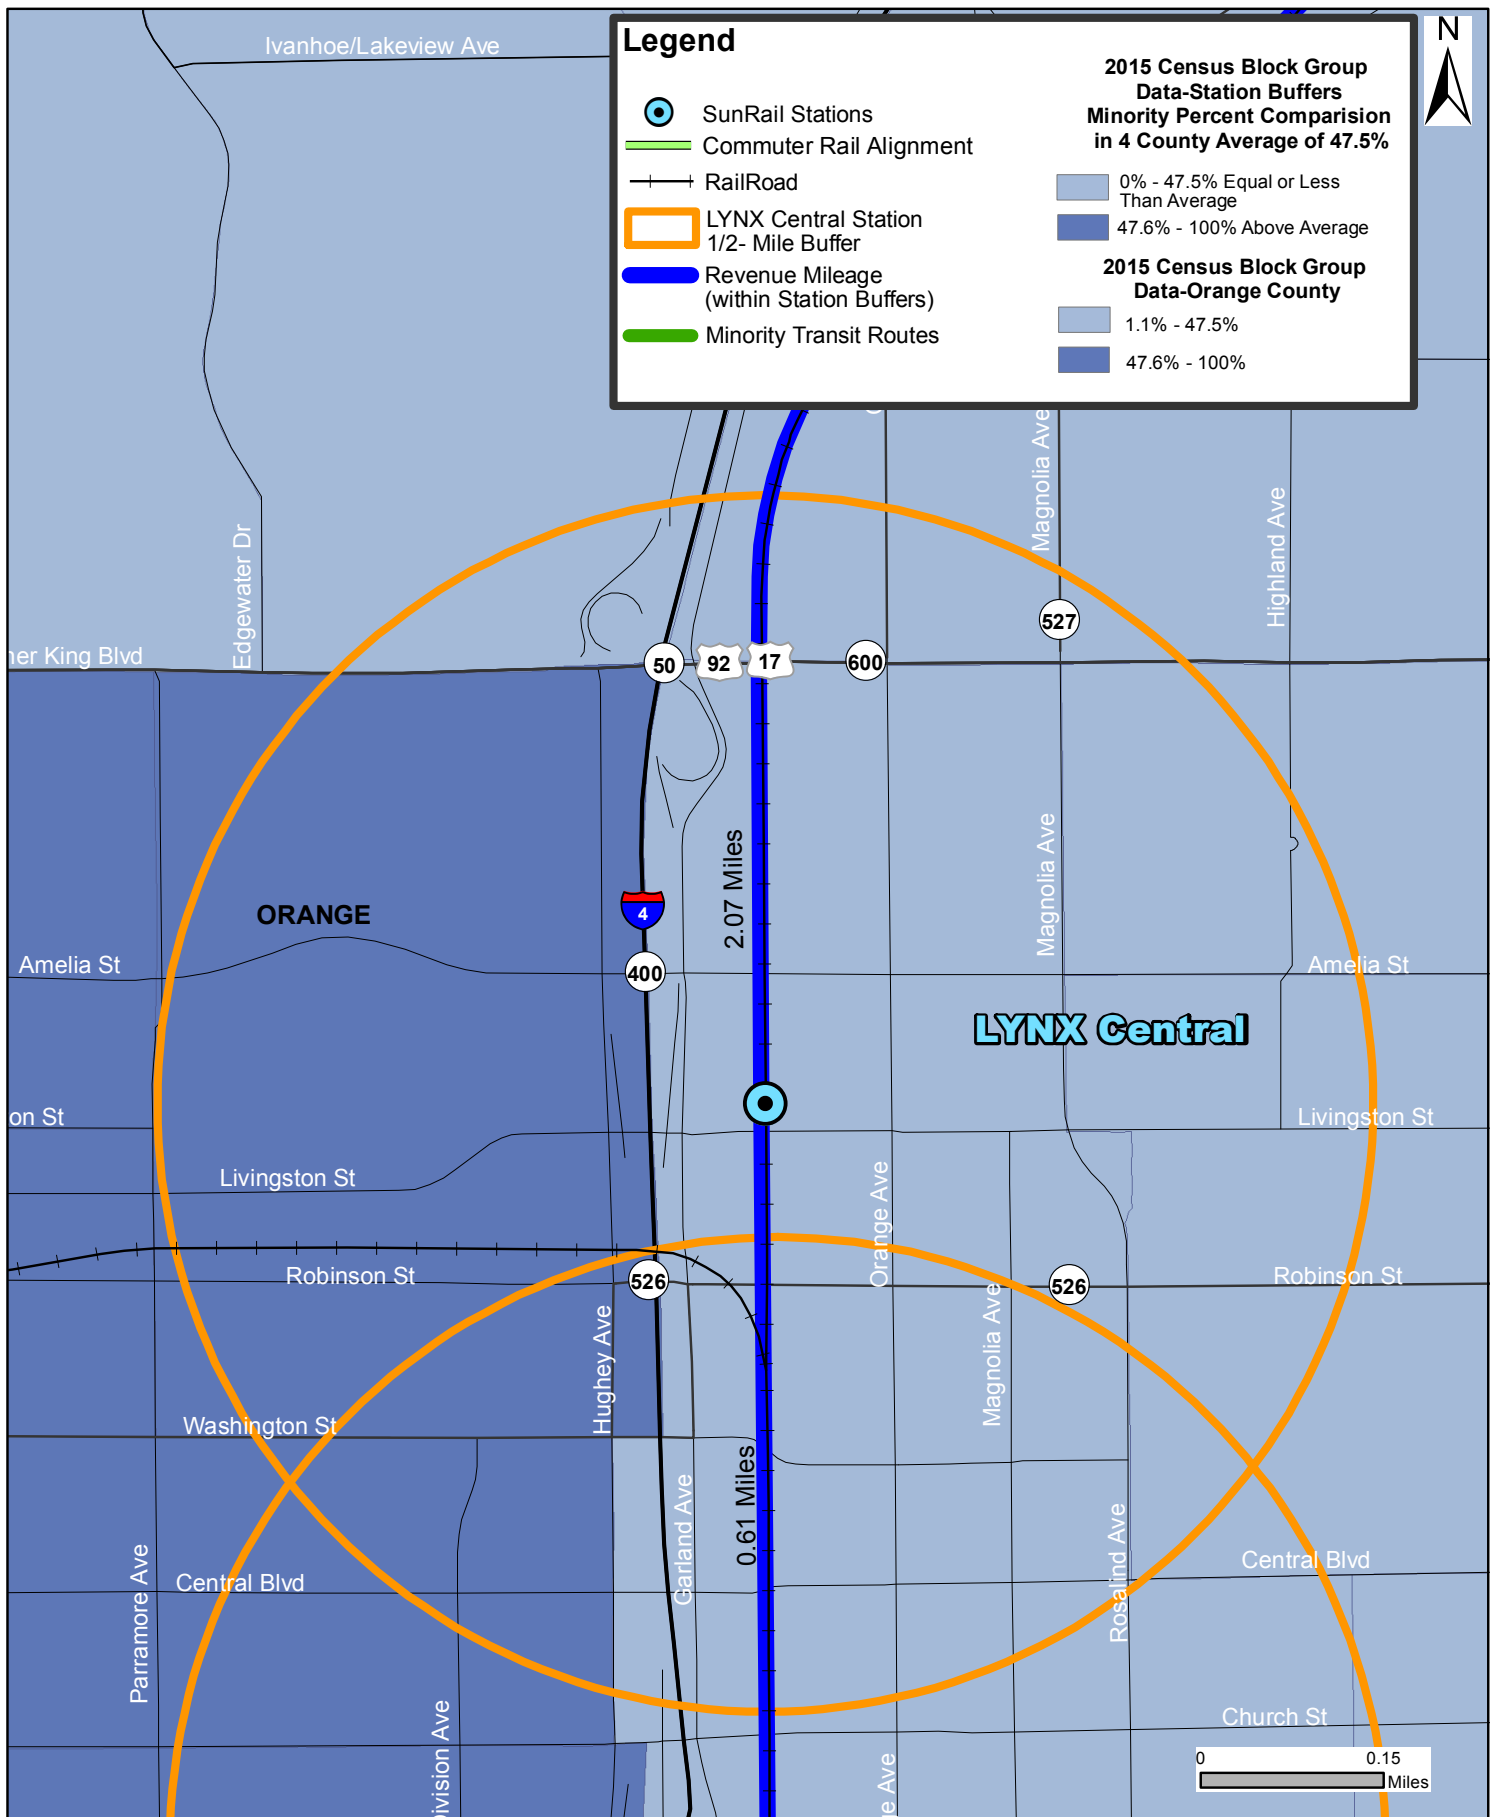 Ivanhoe/Lakeview Ave
Legend
SunRail Stations
Commuter Rail Alignment
RailRoad
LYNX Central Station
1/2- Mile Buffer
Revenue Mileage
(within Station Buffers)
Minority Transit Routes
2015 Census Block Group
Data-Station Buffers
Minority Percent Comparision
in 4 County Average of 47.5%
0% - 47.5% Equal or Less
Than Average
47.6% - 100% Above Average
2015 Census Block Group
Data-Orange County
1.1% - 47.5%
47.6% - 100%
N
Magnolia Ave
Highland Ave
Edgewater Dr
527
King Blvd
50
92
17
600
2.07 Miles
Magnolia Ave
4
ORANGE
Amelia St
400
Amelia St
LYNX Central
on St
Livingston St
Livingston St
Orange Ave
Robinson St
526
526
Robinson St
Hughey Ave
Magnolia Ave
Washington St
0.61 Miles
Garland Ave
Rosalind Ave
Central Blvd
Central Blvd
Parramore Ave
Church St
Division Ave
ge Ave
0 0.15
Miles